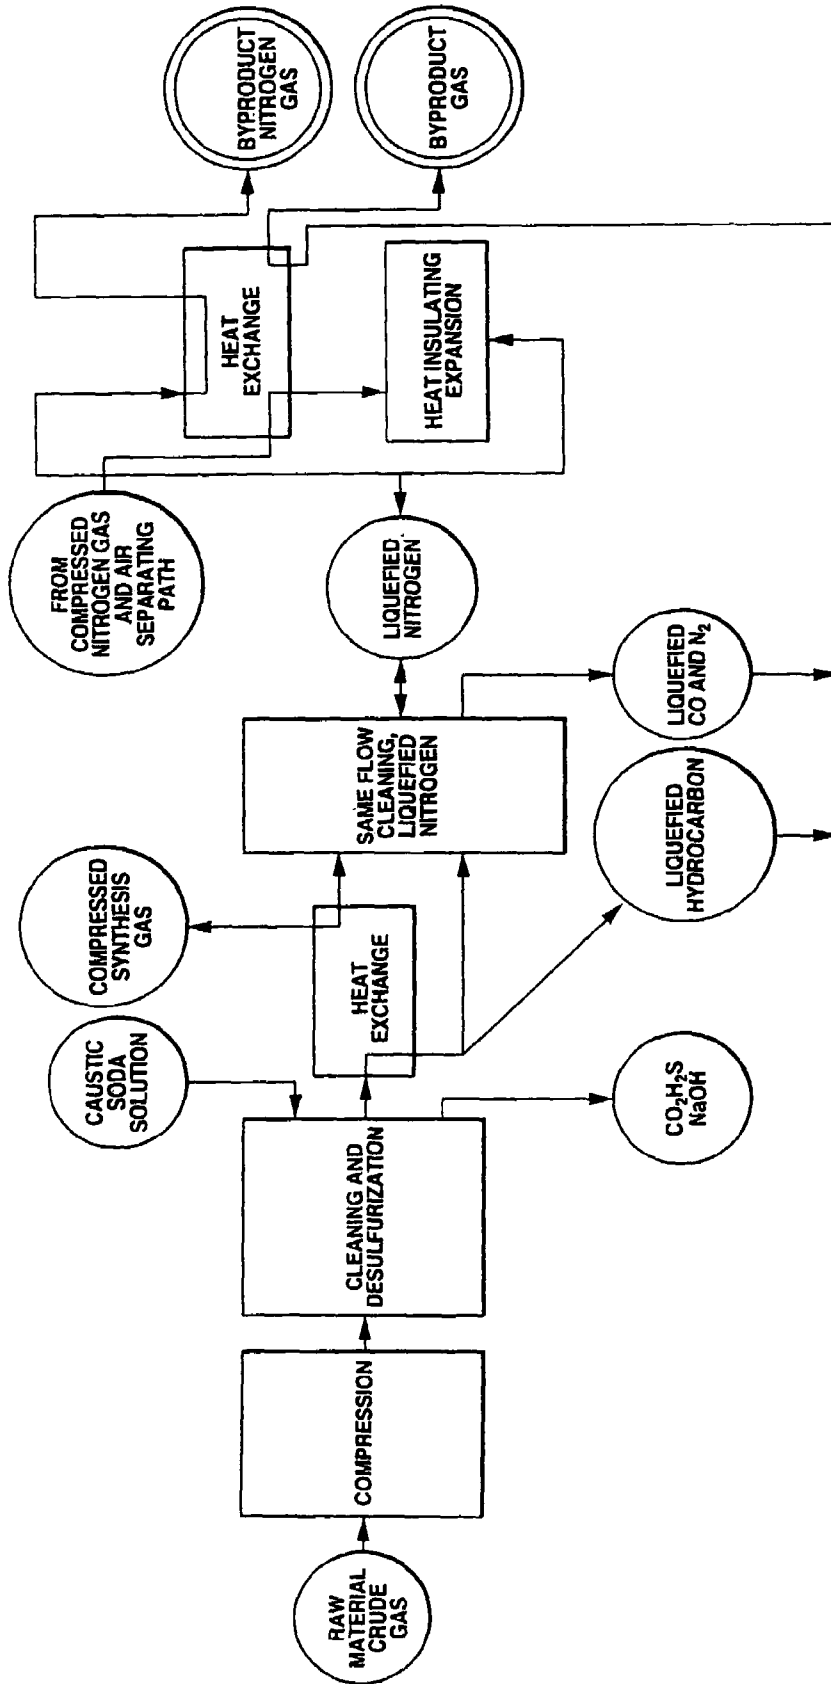 RAW
MATERIAL
CRUDE
GAS
COMPRESSION
CLEANING AND
DESULFURIZATION
CAUSTIC
SODA
SOLUTION
CO₂H₂S
NaOH
HEAT
EXCHANGE
COMPRESSED
SYNTHESIS
GAS
SAME FLOW
CLEANING,
LIQUEFIED
NITROGEN
LIQUEFIED
HYDROCARBON
LIQUEFIED
CO AND N₂
LIQUEFIED
NITROGEN
FROM
COMPRESSED
NITROGEN GAS
AND AIR
SEPARATING
PATH
HEAT
EXCHANGE
HEAT INSULATING
EXPANSION
BYPRODUCT
NITROGEN
GAS
BYPRODUCT
GAS